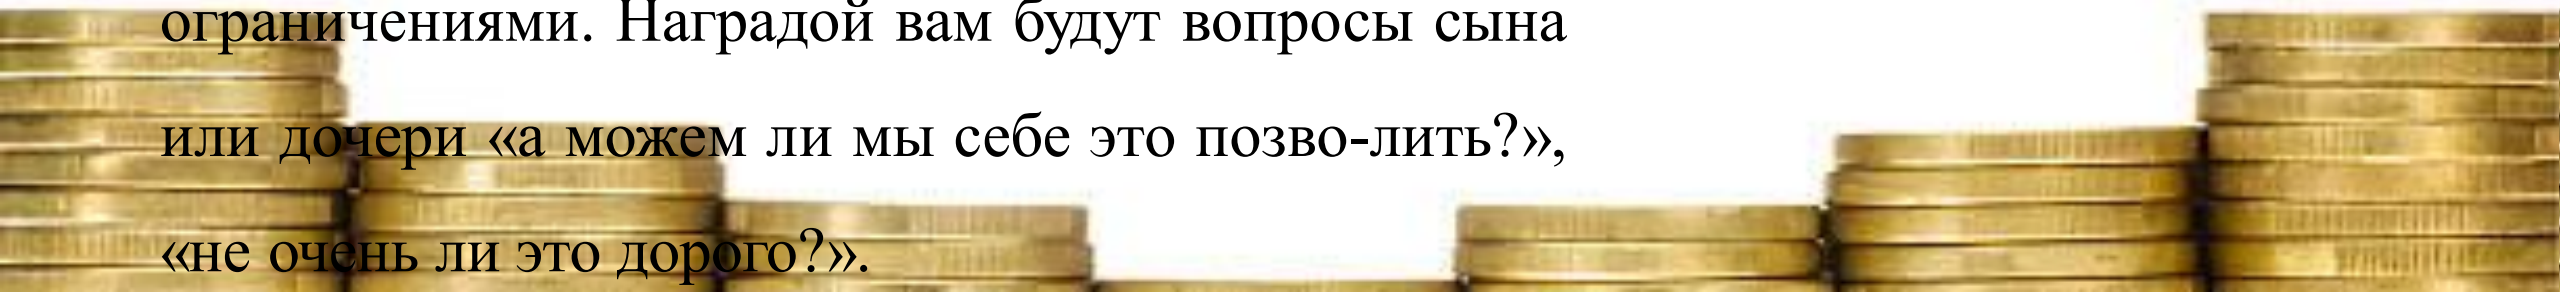 ограничениями. Наградой вам будут вопросы сына
или дочери «а можем ли мы себе это позво-лить?»,
«не очень ли это дорого?».